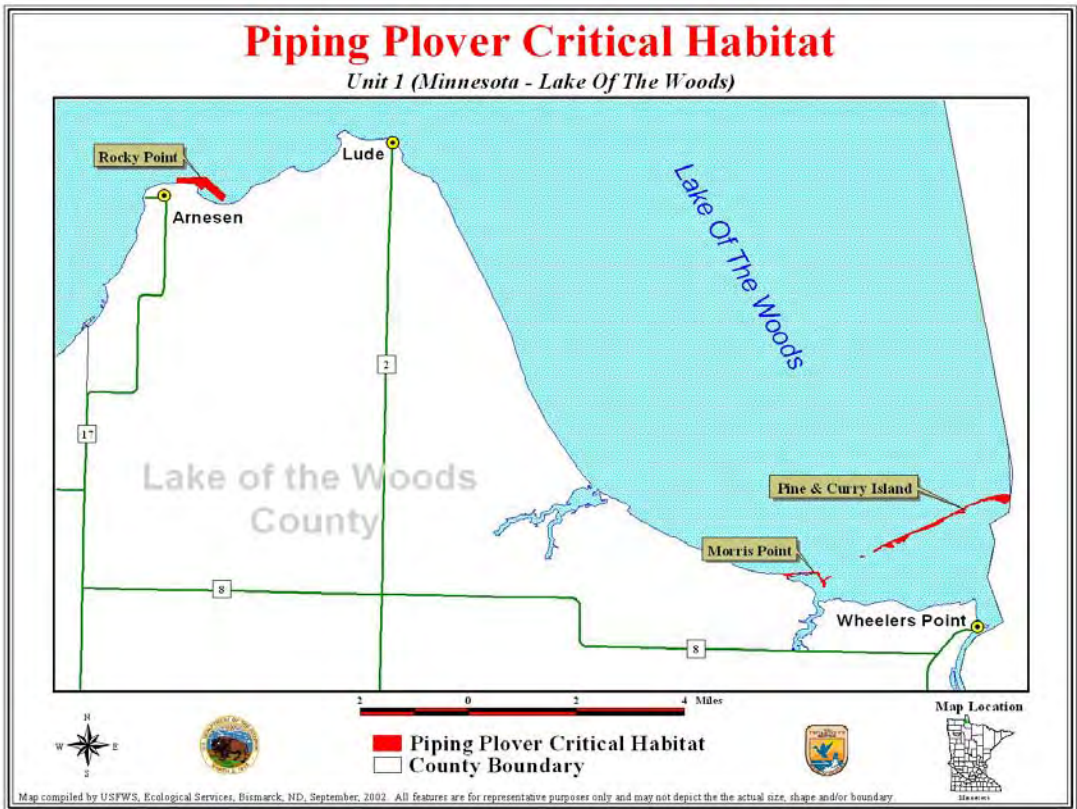 Piping Plover Critical Habitat
Unit 1 (Minnesota - Lake Of The Woods)
Rocky Point
Lude
Arnesen
Lake Of The Woods
2
17
Lake of the Woods
County
Pine & Curry Island
Morris Point
8
Wheelers Point
8
2 0 2 4 Miles
Map Location
N
W E
S
Piping Plover Critical Habitat
County Boundary
Minnesota
Map compiled by USFWS, Ecological Services, Bismarck, ND, September, 2002. All features are for representative purposes only and may not depict the the actual size, shape and/or boundary